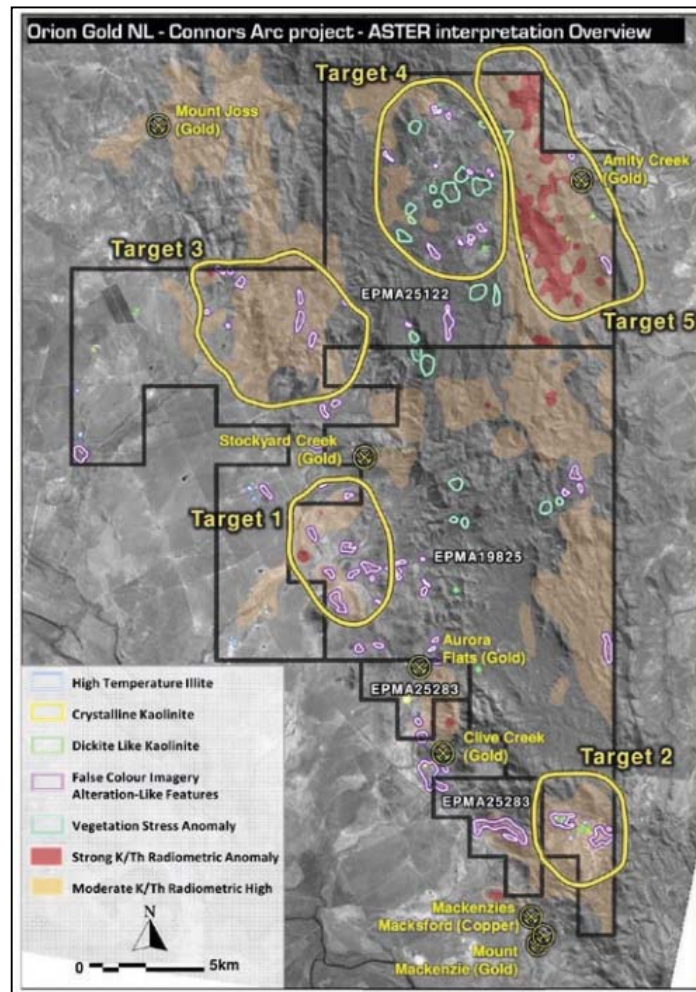 Orion Gold NL - Connors Arc project - ASTER interpretation Overview
Target 4
Mount Joss
(Gold)
Amity Creek
(Gold)
Target 3
EPMA25122
Target 5
Stockyard Creek
(Gold)
Target 1
EPMA19825
Aurora
Flats (Gold)
EPMA25283
Clive Creek
(Gold)
Target 2
EPMA25283
Mackenzies
Macksford (Copper)
Mount
Mackenzie (Gold)
High Temperature Illite
Crystalline Kaolinite
Dickite Like Kaolinite
False Colour Imagery
Alteration-Like Features
Vegetation Stress Anomaly
Strong K/Th Radiometric Anomaly
Moderate K/Th Radiometric High
N
0 5km